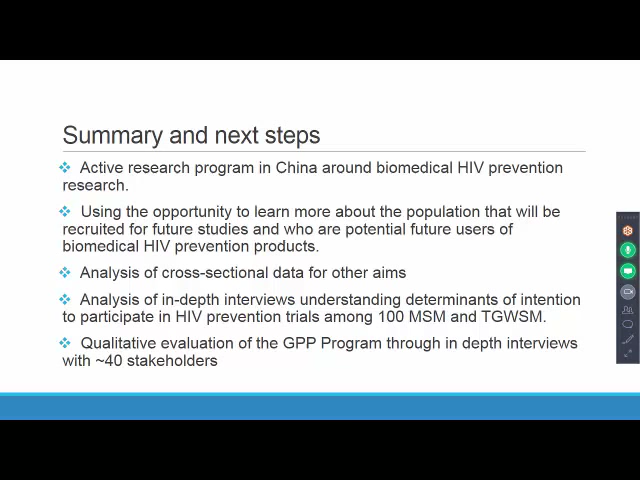 Summary and next steps
❖ Active research program in China around biomedical HIV prevention
research.
❖ Using the opportunity to learn more about the population that will be
recruited for future studies and who are potential future users of
biomedical HIV prevention products.
❖ Analysis of cross-sectional data for other aims
❖ Analysis of in-depth interviews understanding determinants of intention
to participate in HIV prevention trials among 100 MSM and TGWSM.
❖ Qualitative evaluation of the GPP Program through in depth interviews
with ~40 stakeholders